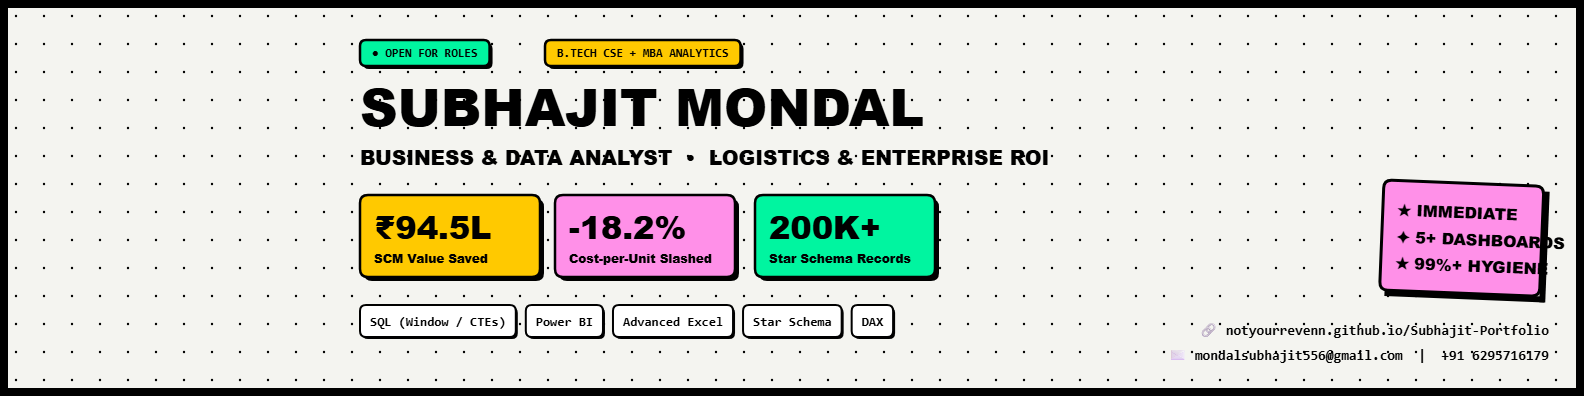 ● OPEN FOR ROLES
B.TECH CSE + MBA ANALYTICS
SUBHAJIT MONDAL
BUSINESS & DATA ANALYST • LOGISTICS & ENTERPRISE ROI
₹94.5L
SCM Value Saved
-18.2%
Cost-per-Unit Slashed
200K+
Star Schema Records
SQL (Window / CTEs)
Power BI
Advanced Excel
Star Schema
DAX
★ IMMEDIATE
✦ 5+ DASHBOARDS
★ 99%+ HYGIENE
🔗 notyourrevenn.github.io/Subhajit-Portfolio
✉️ mondalsubhajit556@gmail.com | +91 6295716179